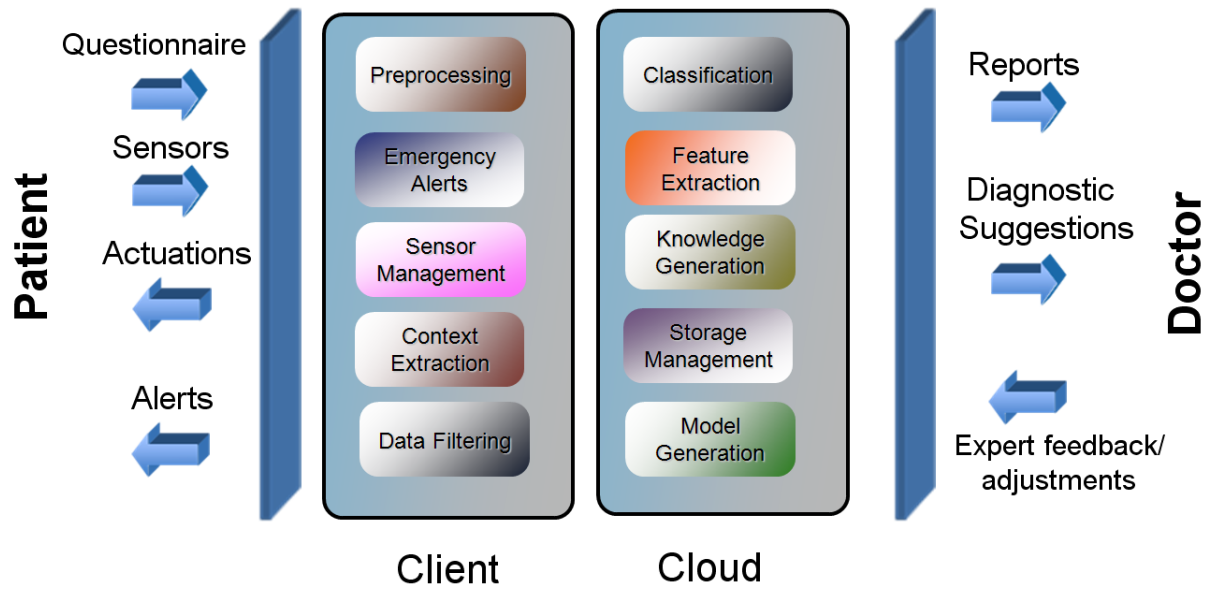 Patient
Questionnaire
Sensors
Actuations
Alerts
Preprocessing
Emergency
Alerts
Sensor
Management
Context
Extraction
Data Filtering
Client
Classification
Feature
Extraction
Knowledge
Generation
Storage
Management
Model
Generation
Cloud
Reports
Diagnostic
Suggestions
Expert feedback/
adjustments
Doctor